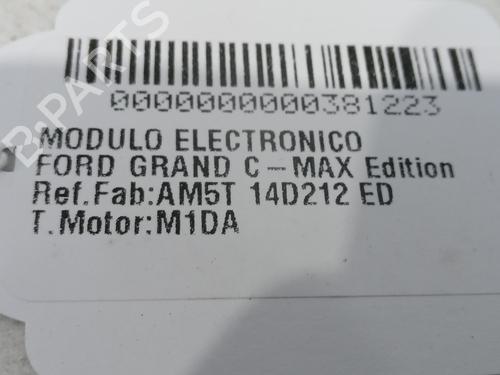 0000000000381223
MODULO ELECTRONICO
FORD GRAND C-MAX Edition
Ref.Fab:AM5T 14D212 ED
T.Motor:M1DA
B-PARTS